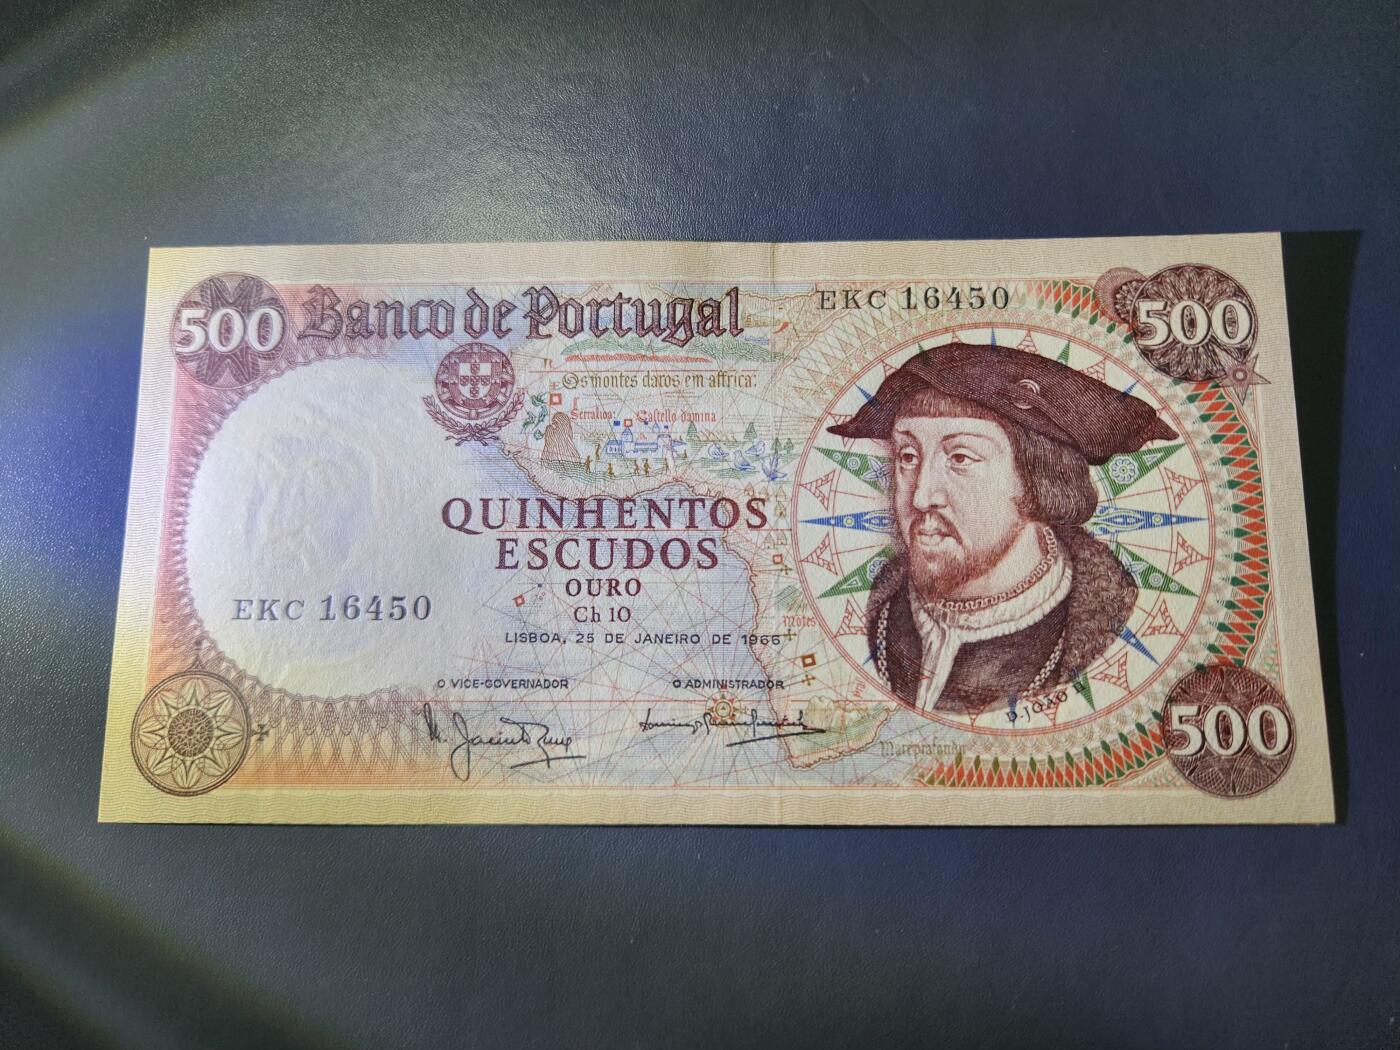 500
Banco de Portugal
EKC 16450
500
Os montes claros em affrica:
Serralioa: Castello damina
QUINHENTOS
ESCUDOS
OURO
Ch 10
EKC 16450
LISBOA, 25 DE JANEIRO DE 1966
O VICE-GOVERNADOR
O ADMINISTRADOR
D. JOÃO II
500